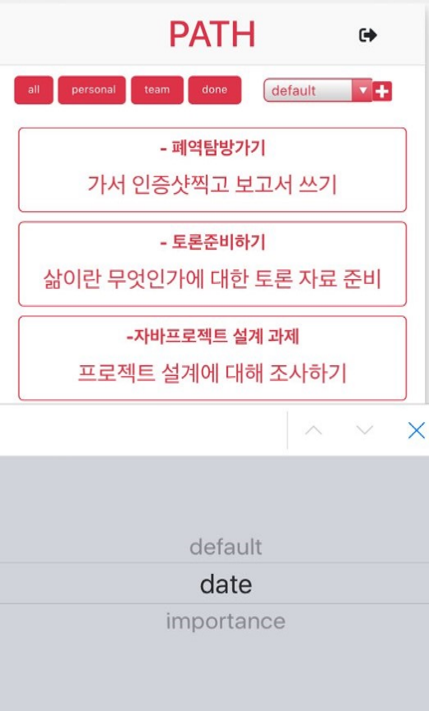 PATH
all personal team done default
- 폐역탐방가기
가서 인증샷찍고 보고서 쓰기
- 토론준비하기
삶이란 무엇인가에 대한 토론 자료 준비
-자바프로젝트 설계 과제
프로젝트 설계에 대해 조사하기
default
date
importance